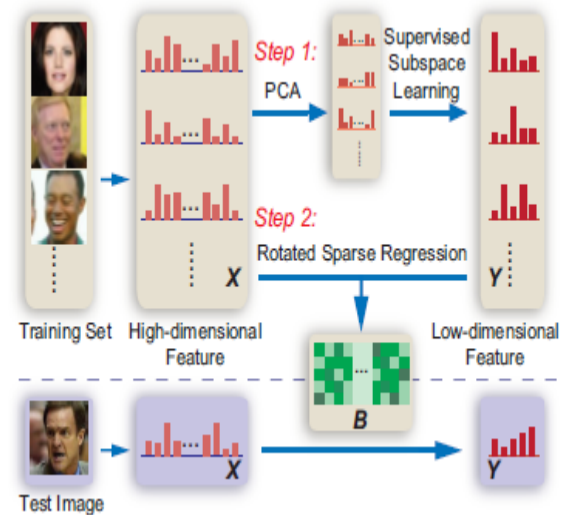 Step 1:
PCA
Supervised
Subspace
Learning
Step 2:
Rotated Sparse Regression
X
Y
Training Set
High-dimensional
Feature
Low-dimensional
Feature
B
X
Y
Test Image